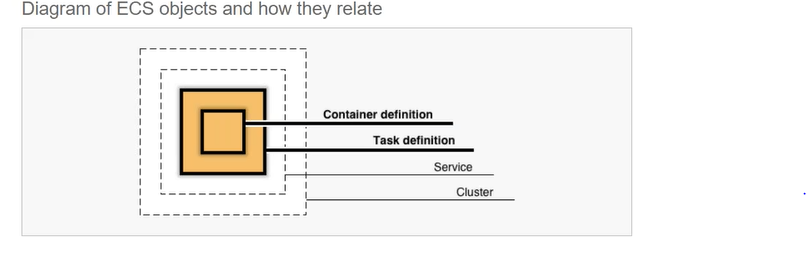 Diagram of ECS objects and how they relate
Container definition
Task definition
Service
Cluster